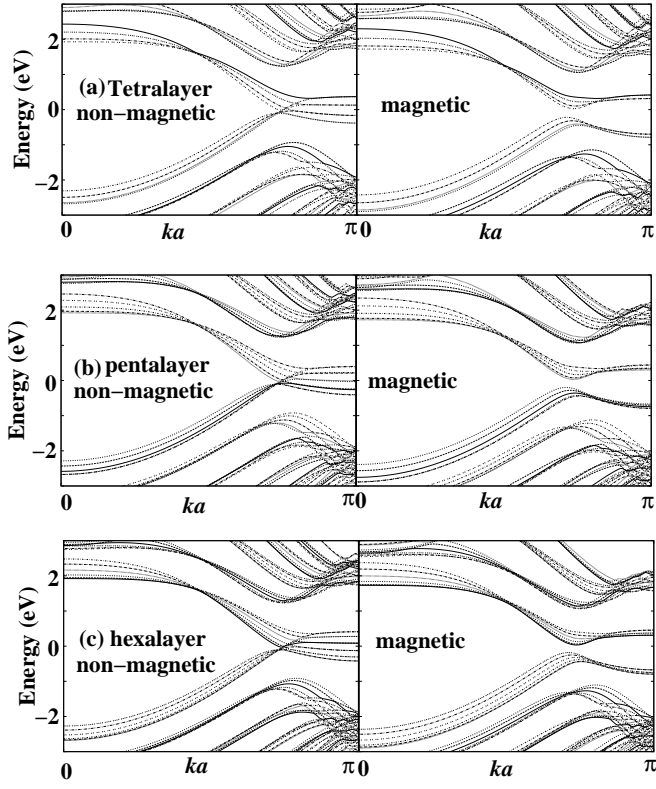 Energy (eV)
2
0
−2
(a) Tetralayer
non−magnetic
magnetic
0
ka
π
0
ka
π
Energy (eV)
2
0
−2
(b) pentalayer
non−magnetic
magnetic
0
ka
π
0
ka
π
Energy (eV)
2
0
−2
(c) hexalayer
non−magnetic
magnetic
0
ka
π
0
ka
π